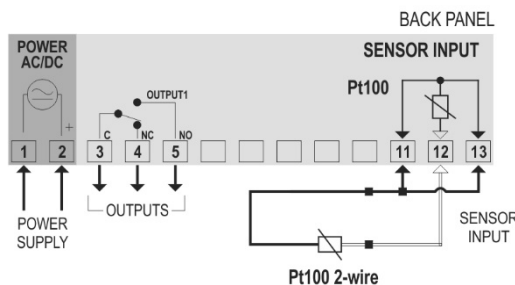 BACK PANEL
POWER
AC/DC
SENSOR INPUT
Pt100
OUTPUT1
+
C
NC
NO
1
2
3
4
5
11
12
13
POWER
SUPPLY
OUTPUTS
SENSOR
INPUT
Pt100 2-wire